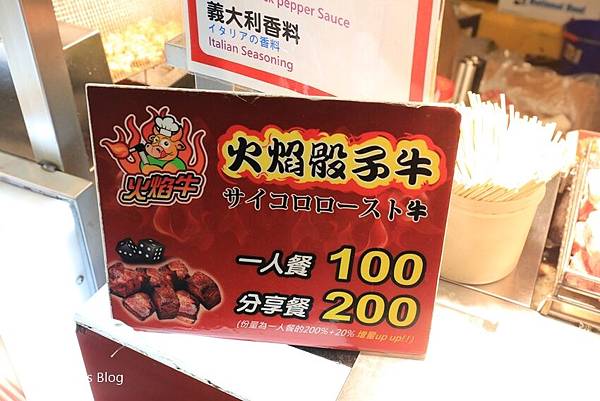 pepper Sauce
義大利香料
イタリアの香料
Italian Seasoning
火焰牛
火焰骰子牛
サイコロロースト牛
一人餐 100
分享餐 200
(份量為一人餐的200%+20% 增量up up!!)
s Blog